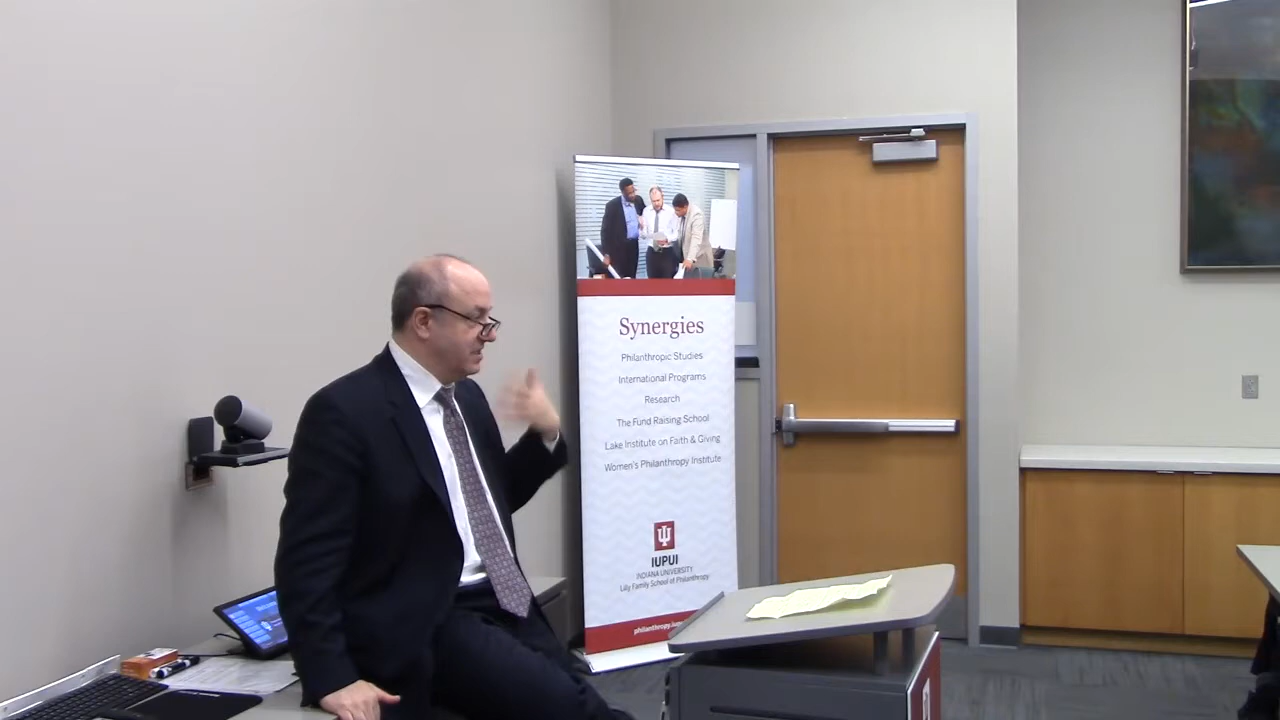 Synergies
Philanthropic Studies
International Programs
Research
The Fund Raising School
Lake Institute on Faith & Giving
Women's Philanthropy Institute
IUPUI
INDIANA UNIVERSITY
Lilly Family School of Philanthropy